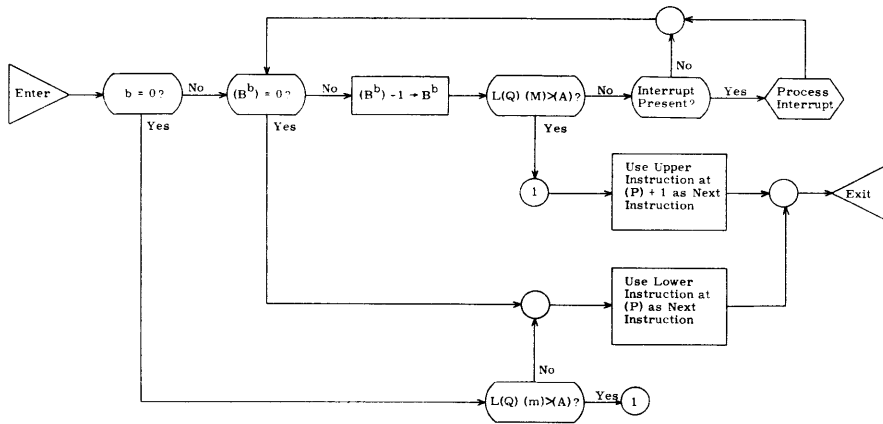 Enter
b = 0?
No
Yes
(B^b) = 0?
No
Yes
(B^b) - 1 → B^b
L(Q) (M)>(A)?
No
Yes
Interrupt
Present?
No
Yes
Process
Interrupt
1
Use Upper
Instruction at
(P) + 1 as Next
Instruction
Exit
Use Lower
Instruction at
(P) as Next
Instruction
No
L(Q) (m)>(A)?
Yes
1